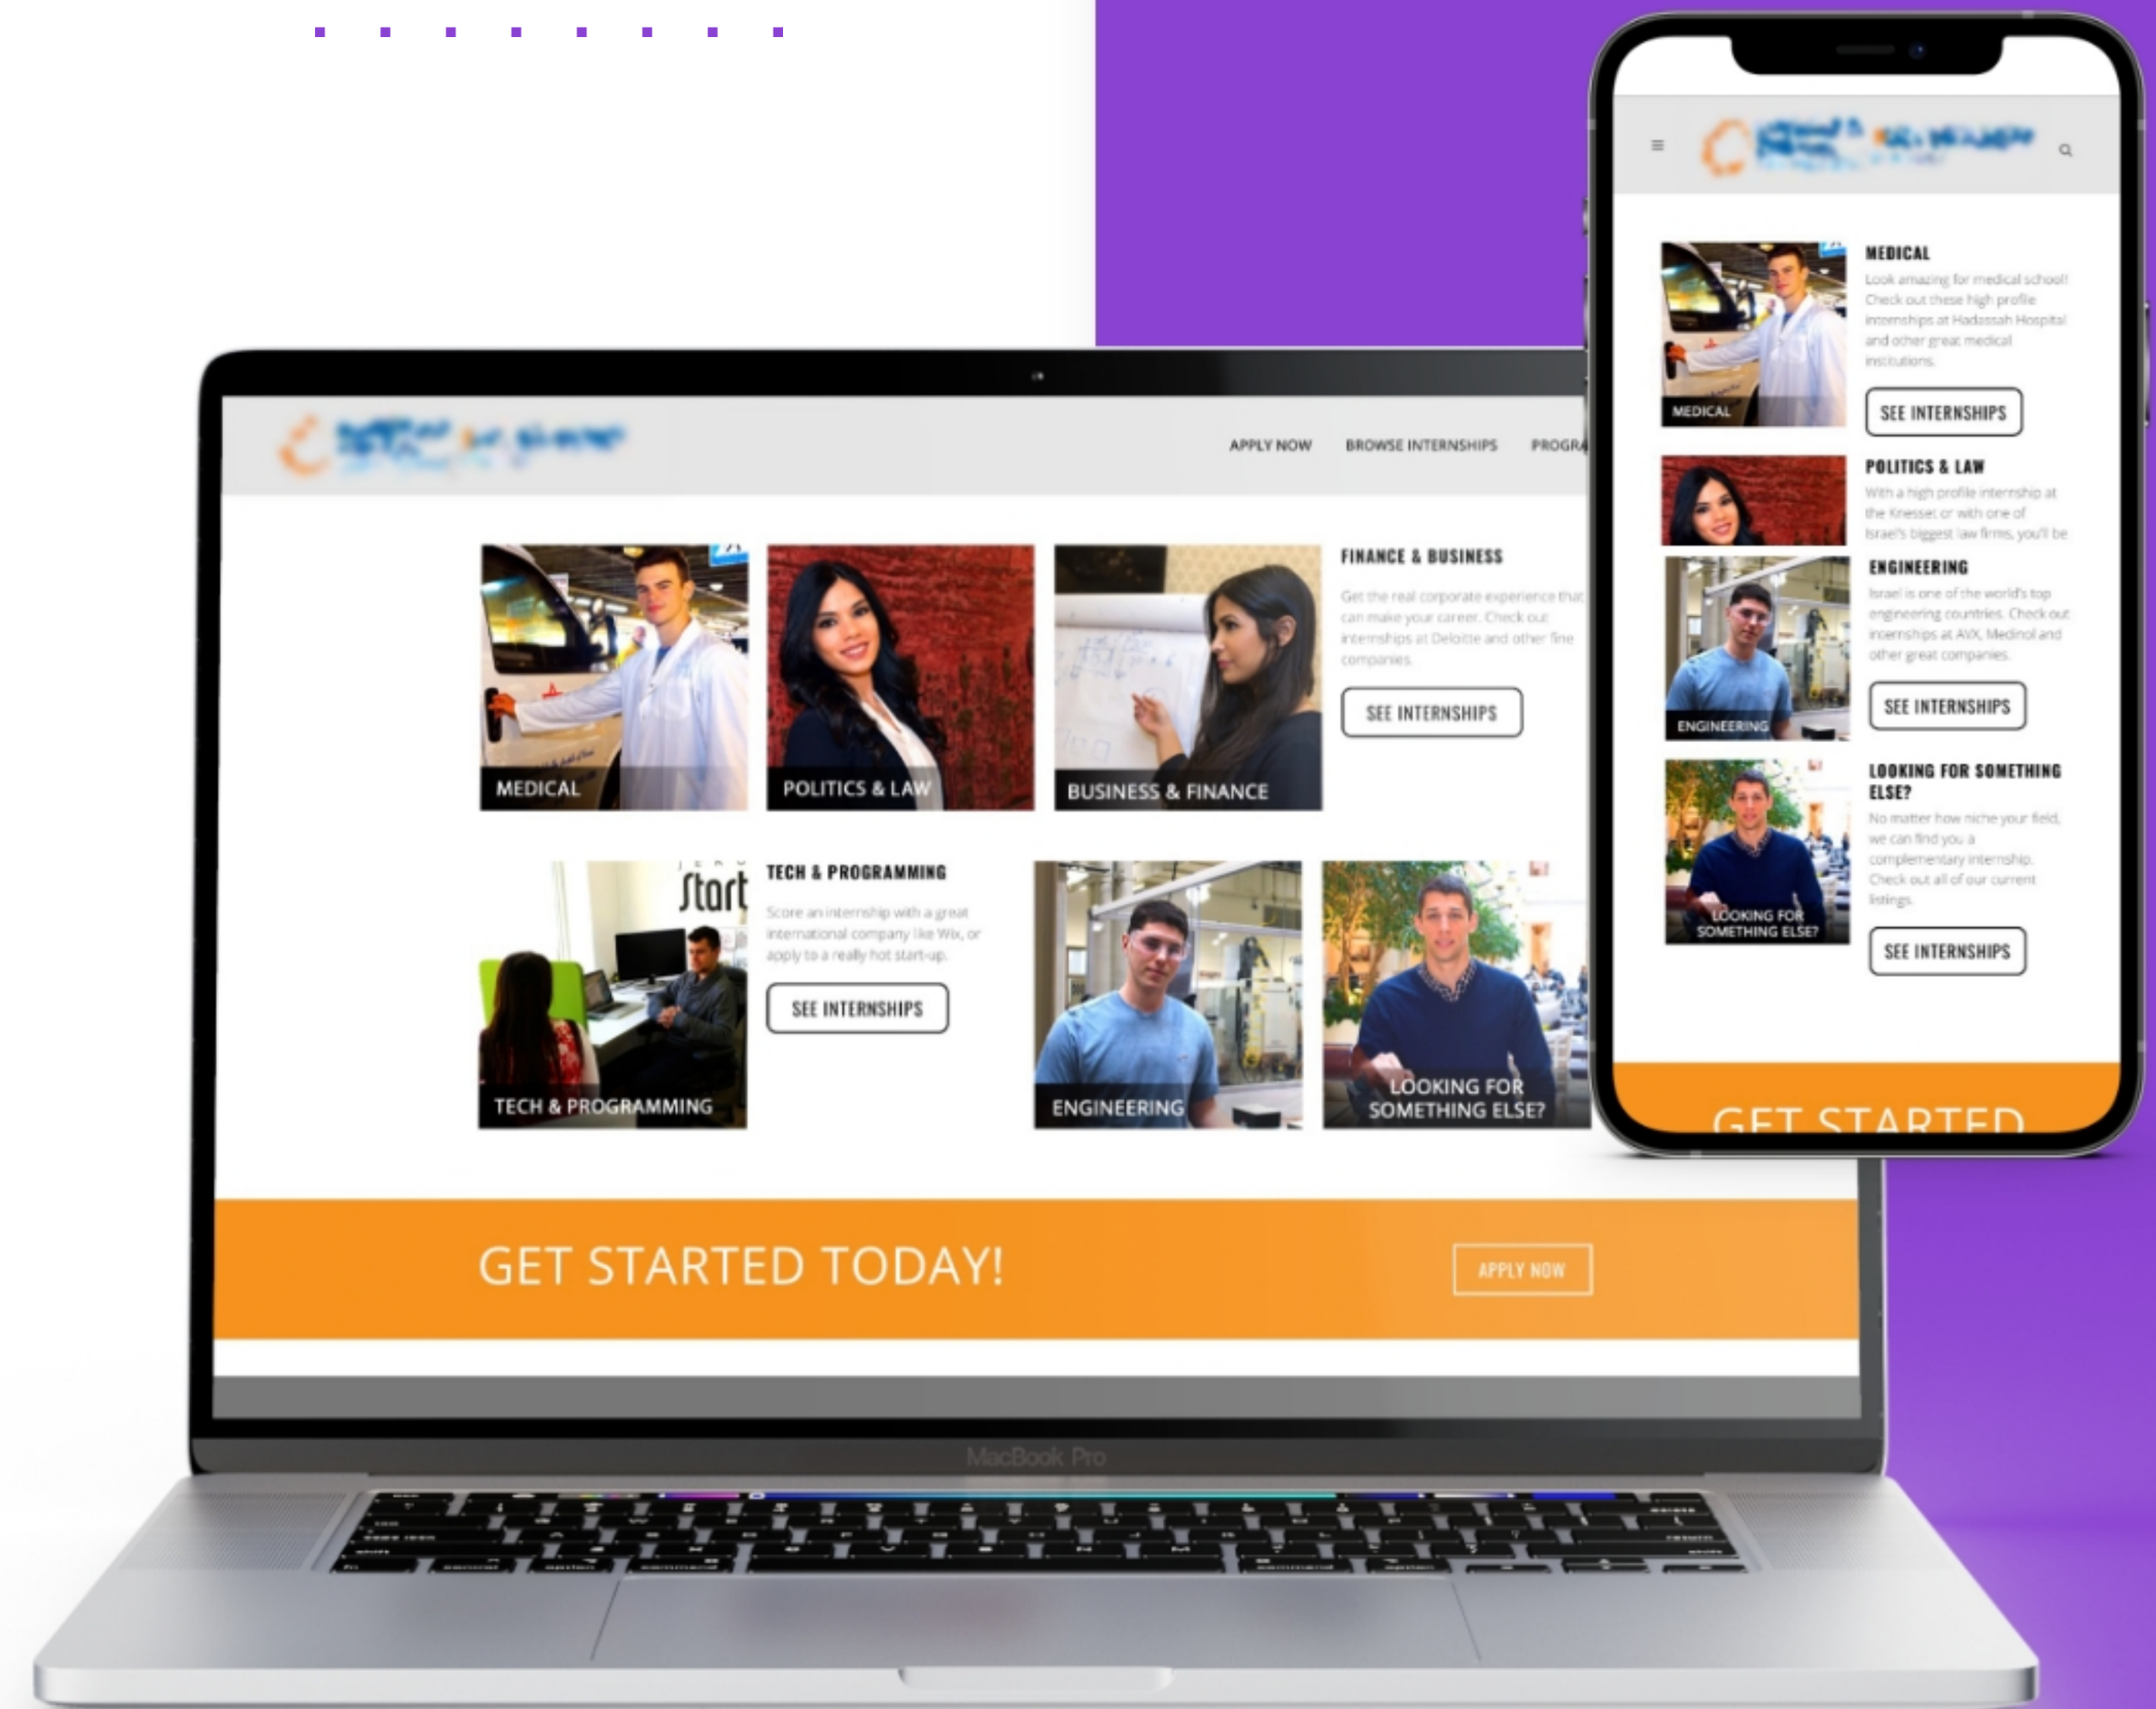 APPLY NOW
BROWSE INTERNSHIPS
PROGRA
MEDICAL
POLITICS & LAW
BUSINESS & FINANCE
FINANCE & BUSINESS
Get the real corporate experience that
can make your career. Check out
internships at Deloitte and other fine
companies.
SEE INTERNSHIPS
Start
TECH & PROGRAMMING
TECH & PROGRAMMING
Score an internship with a great
international company like Wix, or
apply to a really hot start-up.
SEE INTERNSHIPS
ENGINEERING
LOOKING FOR
SOMETHING ELSE?
GET STARTED TODAY!
APPLY NOW
MacBook Pro
MEDICAL
MEDICAL
Look amazing for medical school!
Check out these high profile
internships at Hadassah Hospital
and other great medical
institutions.
SEE INTERNSHIPS
POLITICS & LAW
With a high profile internship at
the Knesset or with one of
Israel's biggest law firms, you'll be
ENGINEERING
ENGINEERING
Israel is one of the world's top
engineering countries. Check out
internships at AVX, Medinol and
other great companies.
SEE INTERNSHIPS
LOOKING FOR
SOMETHING ELSE?
LOOKING FOR SOMETHING
ELSE?
No matter how niche your field,
we can find you a
complementary internship.
Check out all of our current
listings.
SEE INTERNSHIPS
GET STARTED